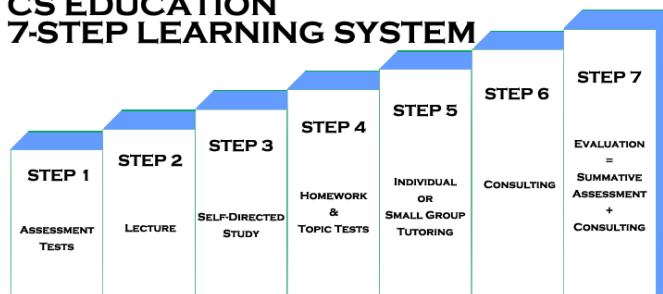 CS EDUCATION
7-STEP LEARNING SYSTEM
STEP 1
ASSESSMENT
TESTS
STEP 2
LECTURE
STEP 3
SELF-DIRECTED
STUDY
STEP 4
HOMEWORK
&
TOPIC TESTS
STEP 5
INDIVIDUAL
OR
SMALL GROUP
TUTORING
STEP 6
CONSULTING
STEP 7
EVALUATION
=
SUMMATIVE
ASSESSMENT
+
CONSULTING